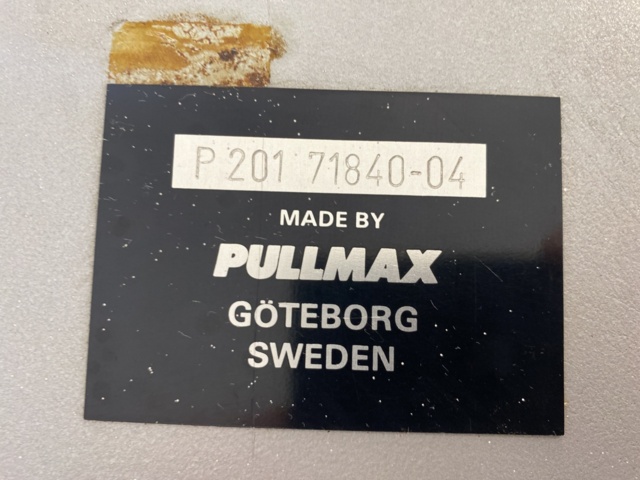 P 201 71840-04
MADE BY
PULLMAX
GÖTEBORG
SWEDEN